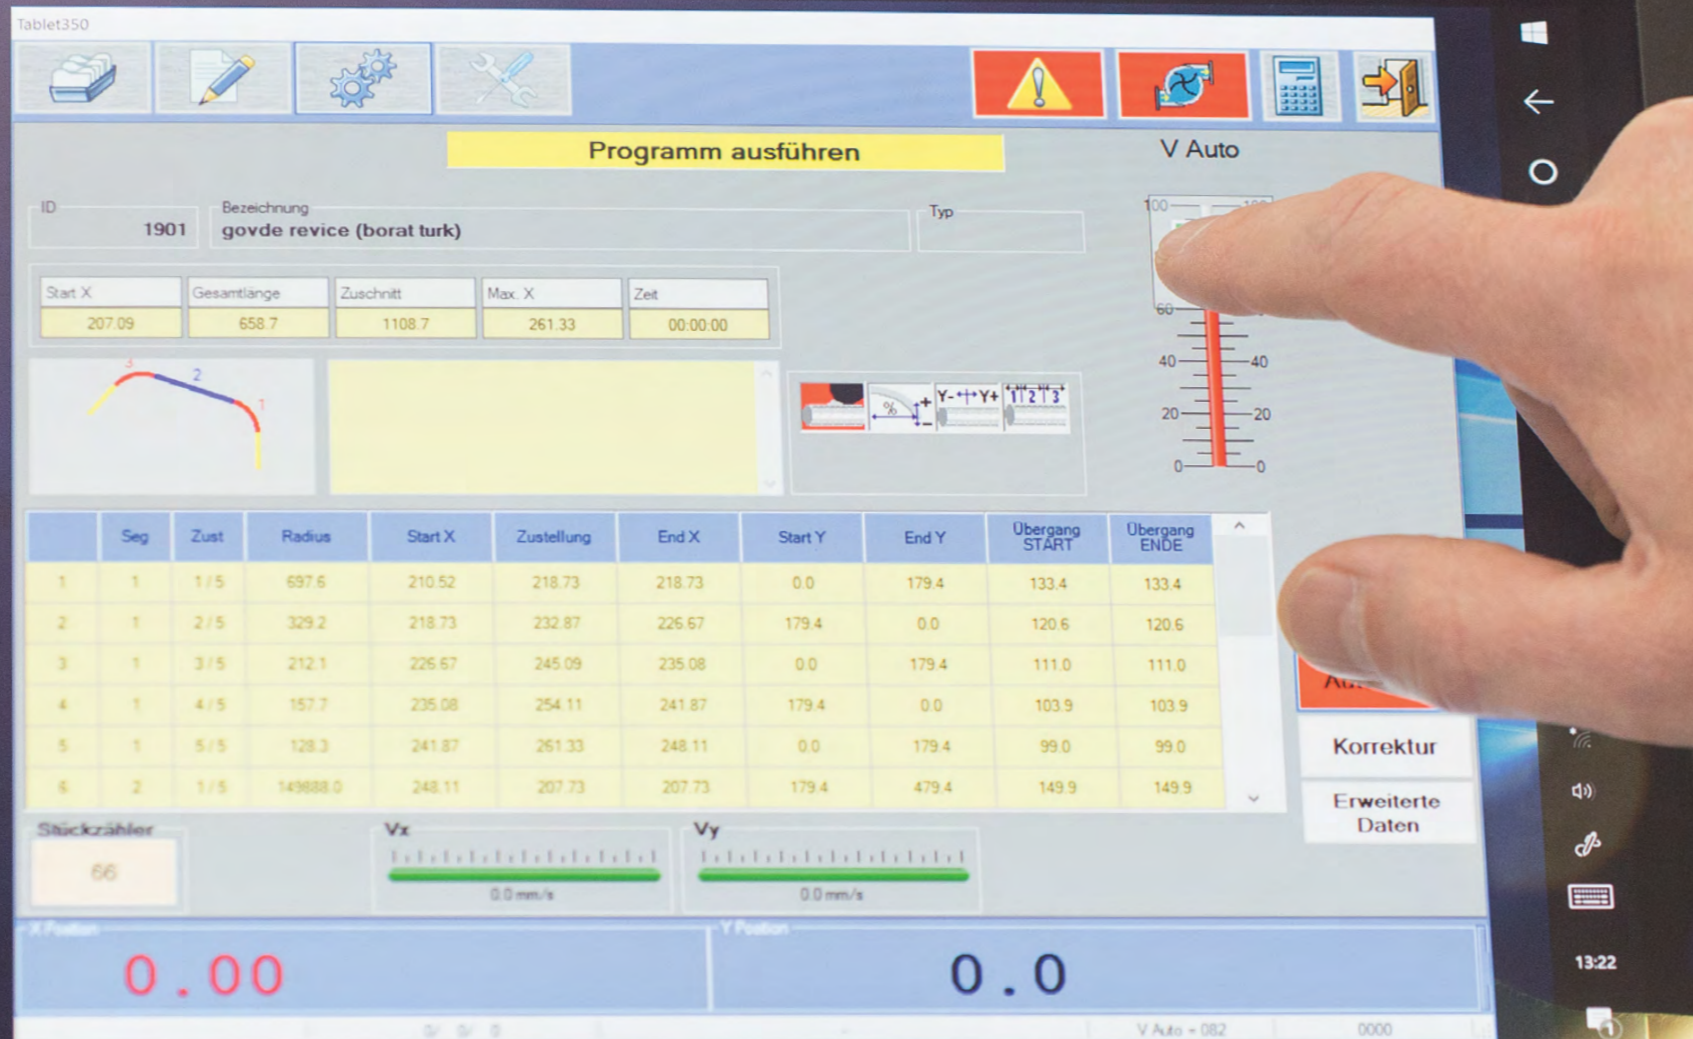 Tablet350
Programm ausführen
V Auto
ID
1901
Bezeichnung
govde revice (borat turk)
Typ
100
60
40 40
20 20
0 0
Start X Gesamtlänge Zuschnitt Max. X Zeit
207.09 658.7 1108.7 261.33 00:00:00
3
2
1
%
+
−
Y- Y+
1 2 3
Seg Zust Radius Start X Zustellung End X Start Y End Y Übergang START Übergang ENDE
1 1 1/5 697.6 210.52 218.73 218.73 0.0 179.4 133.4 133.4
2 1 2/5 329.2 218.73 232.87 226.67 179.4 0.0 120.6 120.6
3 1 3/5 212.1 226.67 245.09 235.08 0.0 179.4 111.0 111.0
4 1 4/5 157.7 235.08 254.11 241.87 179.4 0.0 103.9 103.9
5 1 5/5 128.3 241.87 261.33 248.11 0.0 179.4 99.0 99.0
6 2 1/5 149888.0 248.11 207.73 207.73 179.4 479.4 149.9 149.9
Korrektur
Erweiterte
Daten
Stückzähler
66
Vx
0.0 mm/s
Vy
0.0 mm/s
X Position
0.00
Y Position
0.0
0/ 0/ 0
-
V Auto = 082
0000
13:22
1